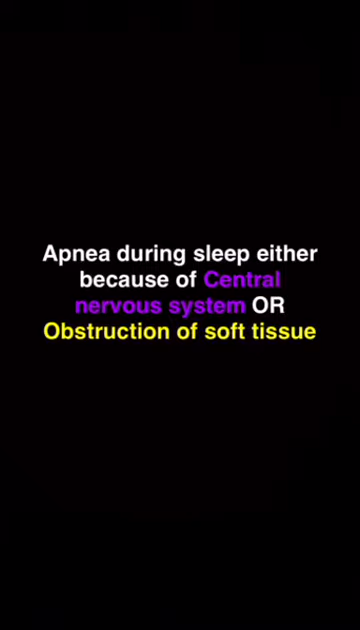 Apnea during sleep either
because of Central
nervous system OR
Obstruction of soft tissue